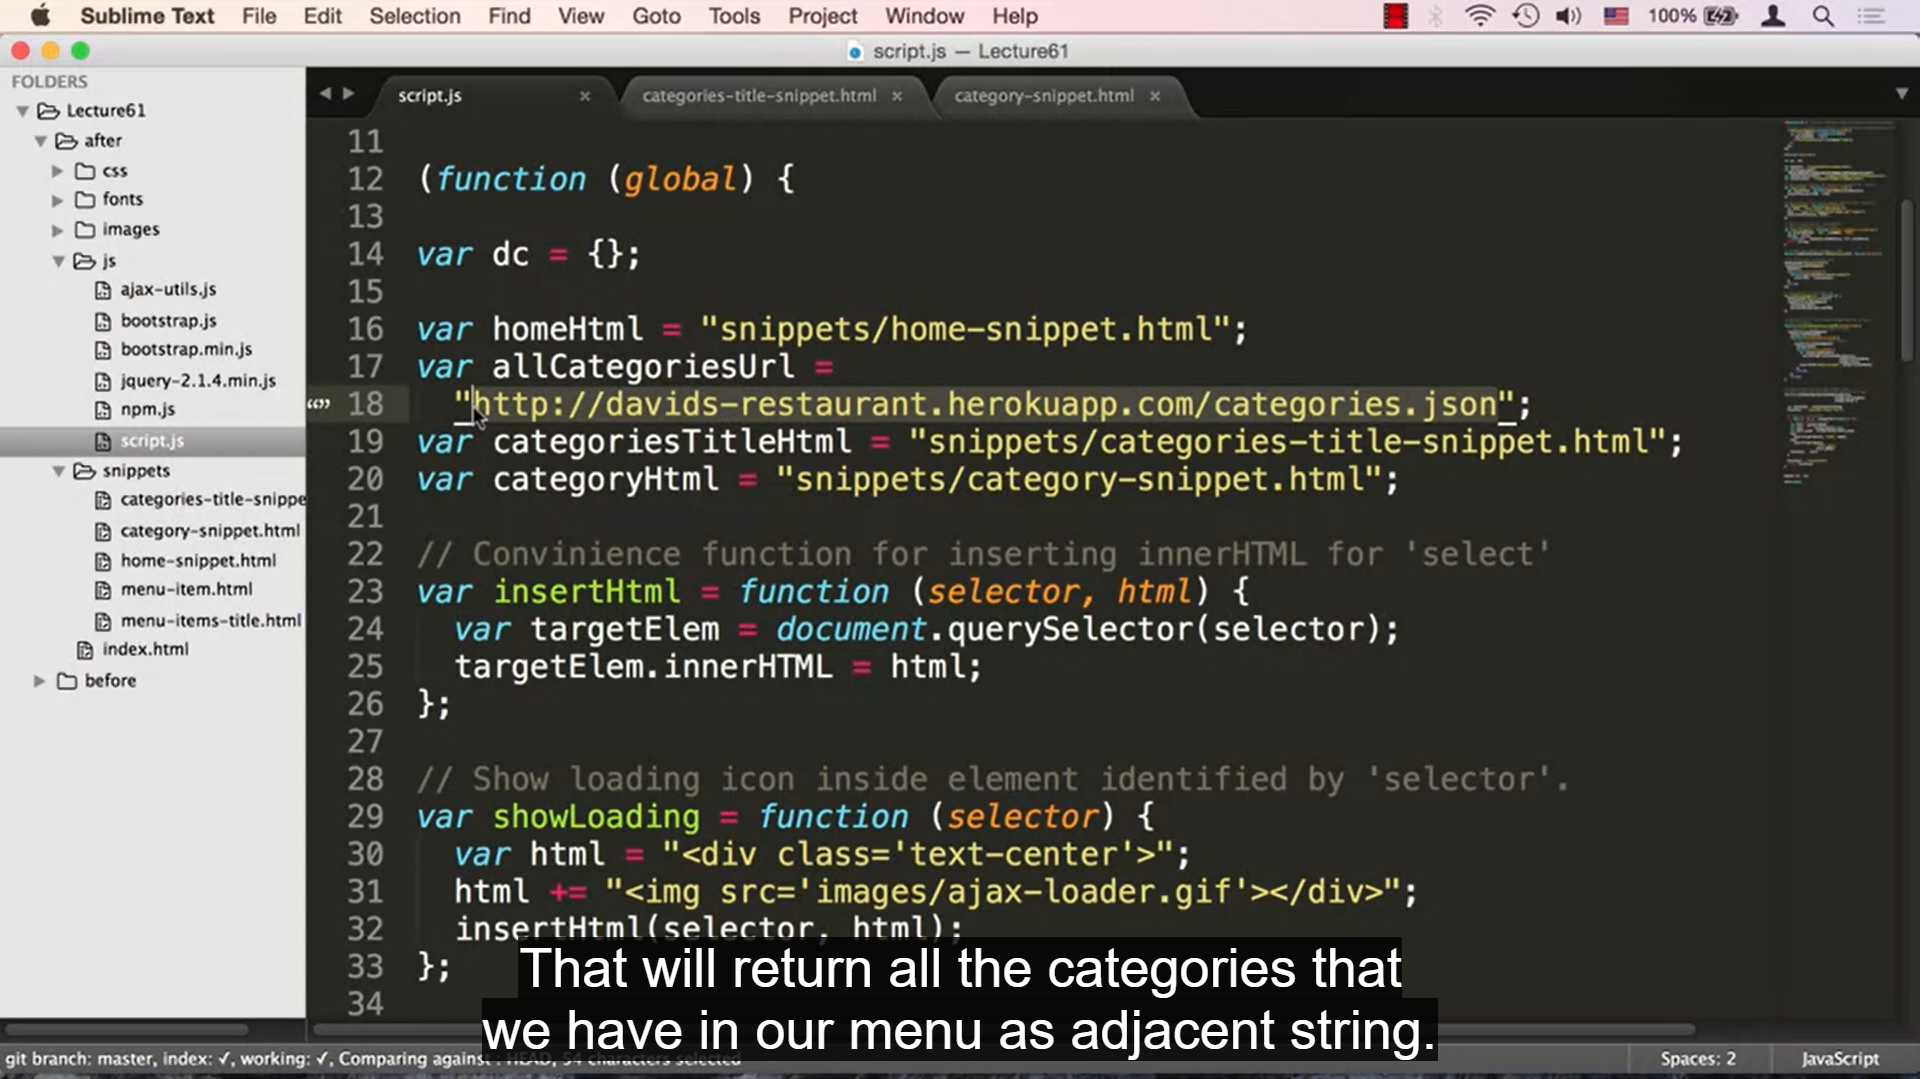 Sublime Text File Edit Selection Find View Goto Tools Project Window Help 100%
script.js — Lecture61
FOLDERS
Lecture61
after
css
fonts
images
js
ajax-utils.js
bootstrap.js
bootstrap.min.js
jquery-2.1.4.min.js
npm.js
script.js
snippets
categories-title-snippe
category-snippet.html
home-snippet.html
menu-item.html
menu-items-title.html
index.html
before
script.js × categories-title-snippet.html × category-snippet.html ×
11
12 (function (global) {
13
14 var dc = {};
15
16 var homeHtml = "snippets/home-snippet.html";
17 var allCategoriesUrl =
18 "http://davids-restaurant.herokuapp.com/categories.json";
19 var categoriesTitleHtml = "snippets/categories-title-snippet.html";
20 var categoryHtml = "snippets/category-snippet.html";
21
22 // Convinience function for inserting innerHTML for 'select'
23 var insertHtml = function (selector, html) {
24 var targetElem = document.querySelector(selector);
25 targetElem.innerHTML = html;
26 };
27
28 // Show loading icon inside element identified by 'selector'.
29 var showLoading = function (selector) {
30 var html = "<div class='text-center'>";
31 html += "<img src='images/ajax-loader.gif'></div>";
32 insertHtml(selector, html);
33 };
34
That will return all the categories that
we have in our menu as adjacent string.
git branch: master, index: ✓, working: ✓, Comparing against: HEAD, 54 characters selected Spaces: 2 JavaScript